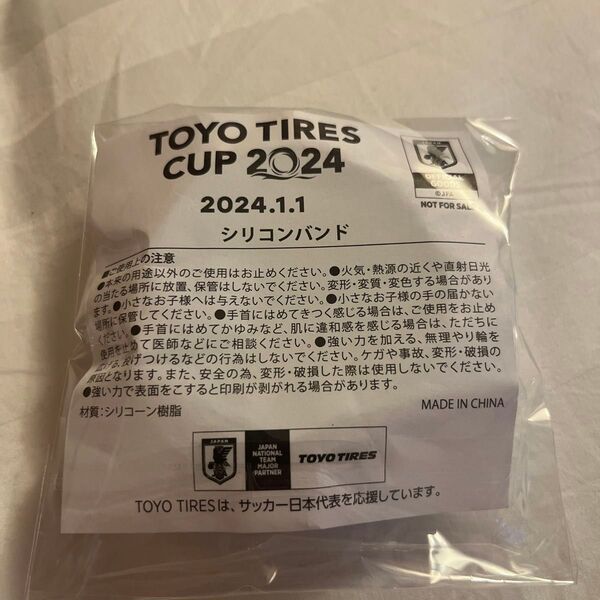 TOYO TIRES
CUP 2024
JAPAN
OFFICIAL
GOODS
©JFA
NOT FOR SALE
2024.1.1
シリコンバンド
●ご使用上の注意
●本来の用途以外のご使用はお止めください。●火気・熱源の近くや直射日光
の当たる場所に放置、保管はしないでください。変形・変質・変色する場合があり
ます。●小さなお子様へは与えないでください。●小さなお子様の手の届かない
場所に保管してください。●手首にはめてきつく感じる場合は、ご使用をお止め
ください。●手首にはめてかゆみなど、肌に違和感を感じる場合は、ただちに
使用を止めて医師などにご相談ください。●強い力を加える、無理やり輪を
広げる、投げつけるなどの行為はしないでください。ケガや事故、変形・破損の
原因となります。また、安全の為、変形・破損した際は使用しないでください。
●強い力で表面をこすると印刷が剥がれる場合があります。
材質：シリコーン樹脂
MADE IN CHINA
JAPAN
JAPAN
NATIONAL
TEAM
MAJOR
PARTNER
TOYO TIRES
TOYO TIRESは、サッカー日本代表を応援しています。